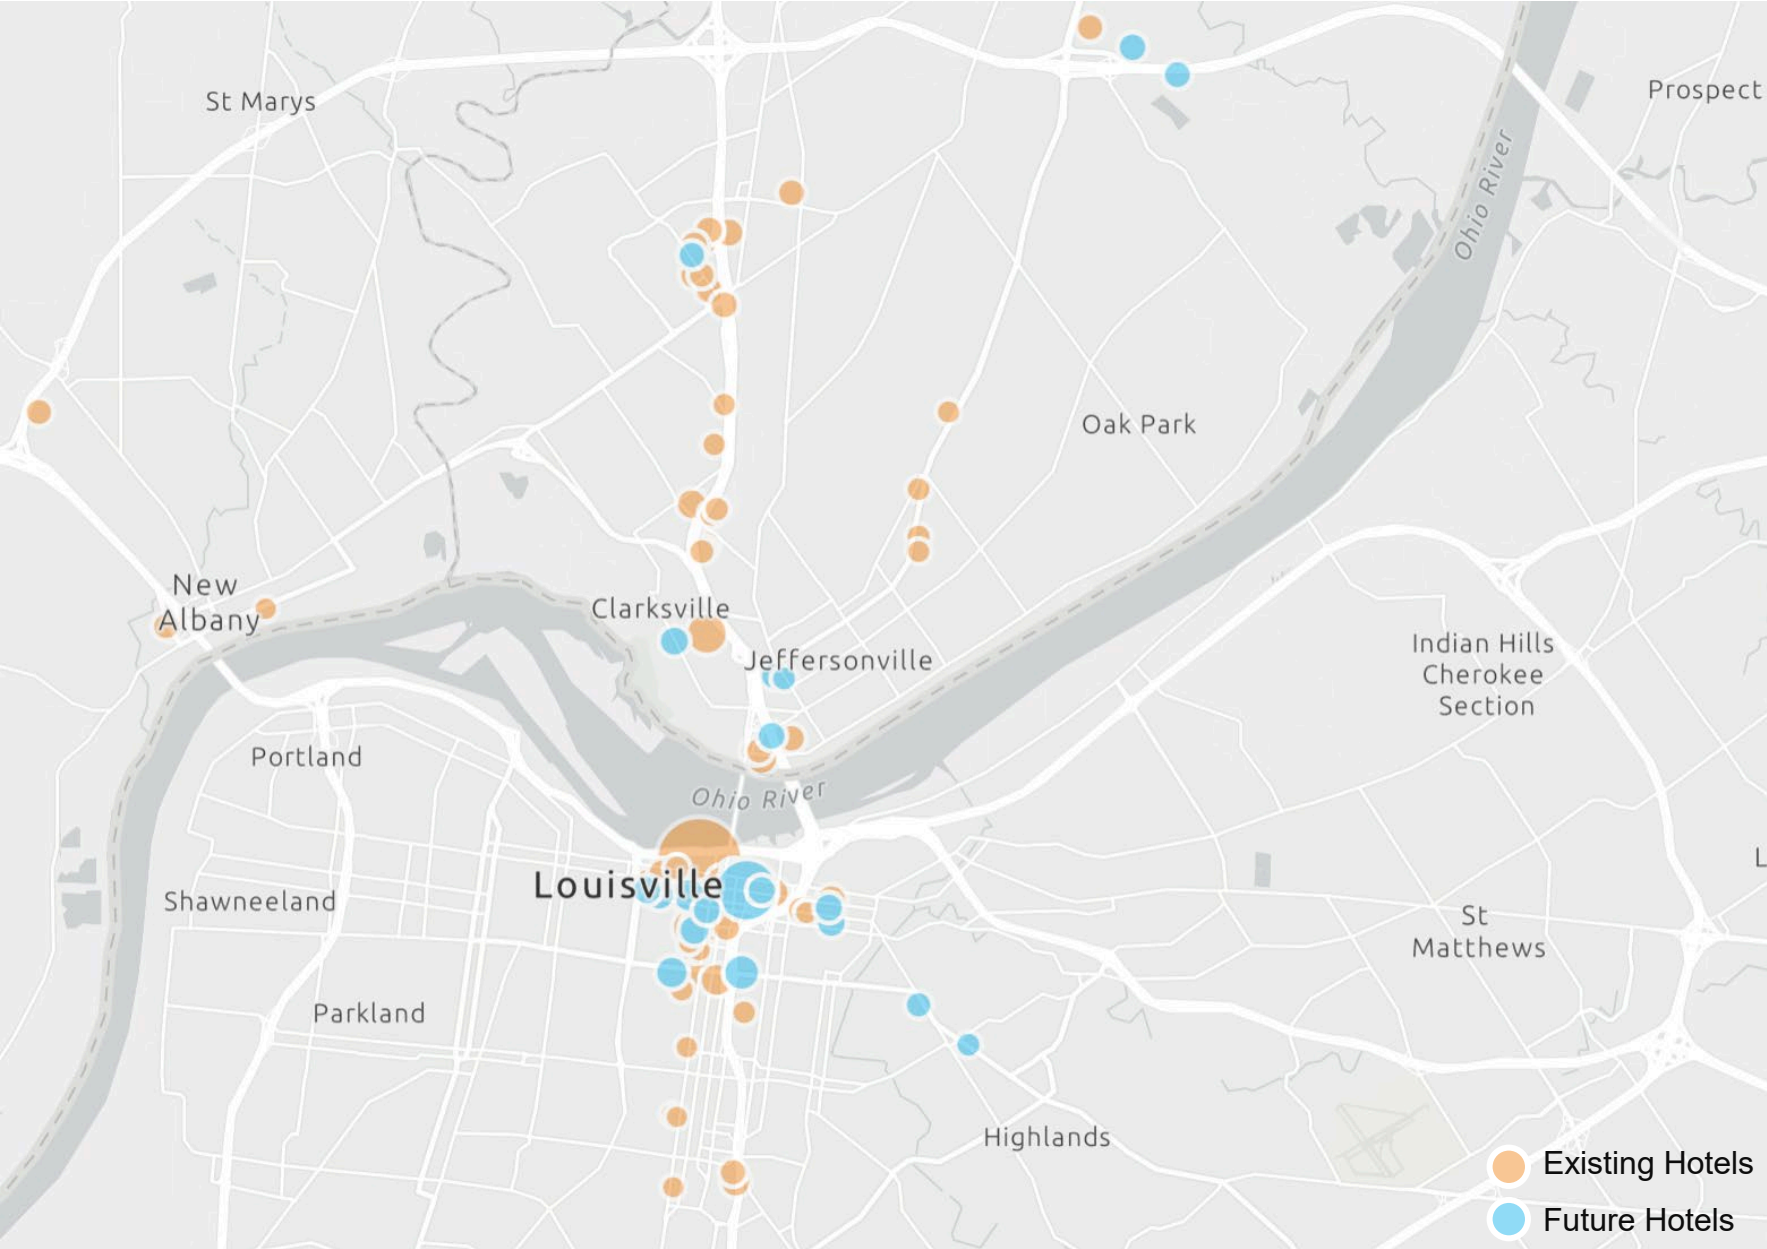 St Marys
Prospect
Ohio River
Oak Park
New
Albany
Clarksville
Jeffersonville
Indian Hills
Cherokee
Section
Portland
Ohio River
L
Louisville
Shawneeland
St
Matthews
Parkland
Highlands
Existing Hotels
Future Hotels